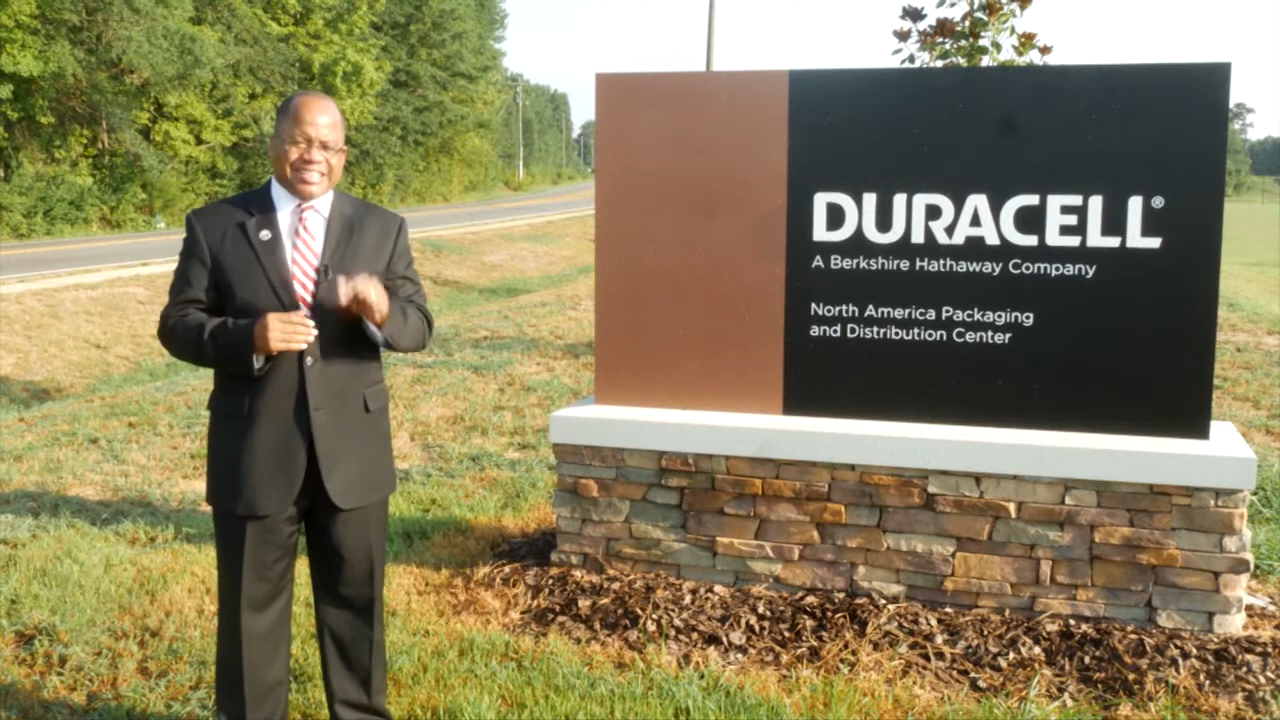 DURACELL®
A Berkshire Hathaway Company
North America Packaging
and Distribution Center